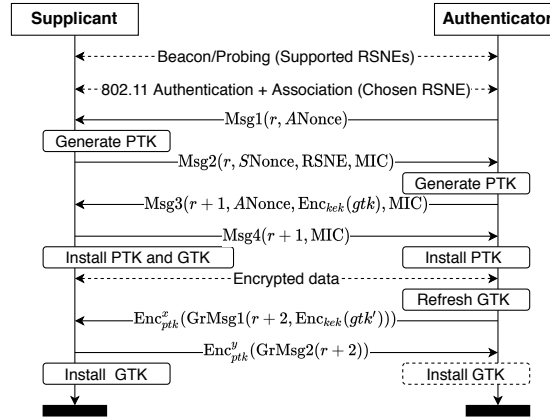 Supplicant Authenticator
Beacon/Probing (Supported RSNEs)
802.11 Authentication + Association (Chosen RSNE)
Msg1(r, ANonce)
Generate PTK
Msg2(r, SNonce, RSNE, MIC)
Generate PTK
Msg3(r + 1, ANonce, Enc_kek(gtk), MIC)
Msg4(r + 1, MIC)
Install PTK and GTK Install PTK
Encrypted data
Refresh GTK
Enc^x_ptk(GrMsg1(r + 2, Enc_kek(gtk′)))
Enc^y_ptk(GrMsg2(r + 2))
Install GTK Install GTK